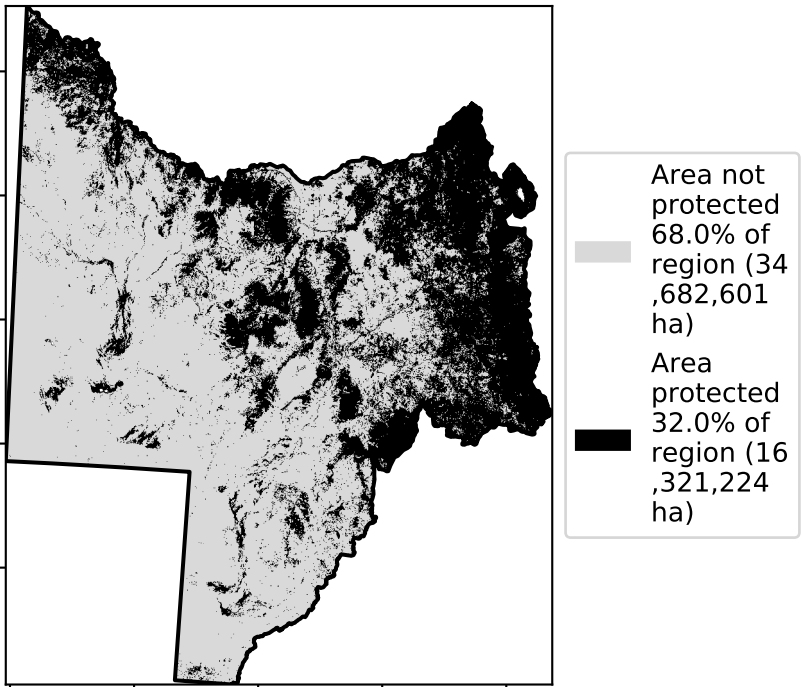 Area not
protected
68.0% of
region (34
,682,601
ha)
Area
protected
32.0% of
region (16
,321,224
ha)